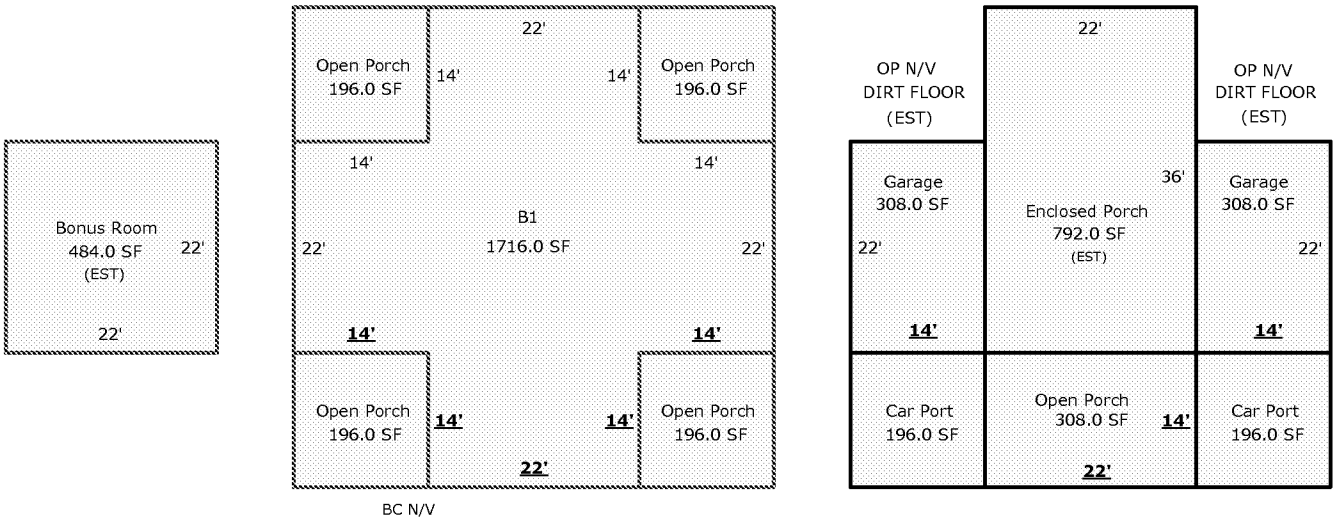 Bonus Room
484.0 SF
(EST)
22'
22'
22'
Open Porch
196.0 SF
14'
14'
Open Porch
196.0 SF
14'
14'
B1
1716.0 SF
22'
22'
14'
14'
Open Porch
196.0 SF
14'
14'
Open Porch
196.0 SF
22'
BC N/V
22'
OP N/V
DIRT FLOOR
(EST)
OP N/V
DIRT FLOOR
(EST)
Garage
308.0 SF
22'
14'
36'
Enclosed Porch
792.0 SF
(EST)
Garage
308.0 SF
22'
14'
Car Port
196.0 SF
Open Porch
308.0 SF
14'
22'
Car Port
196.0 SF